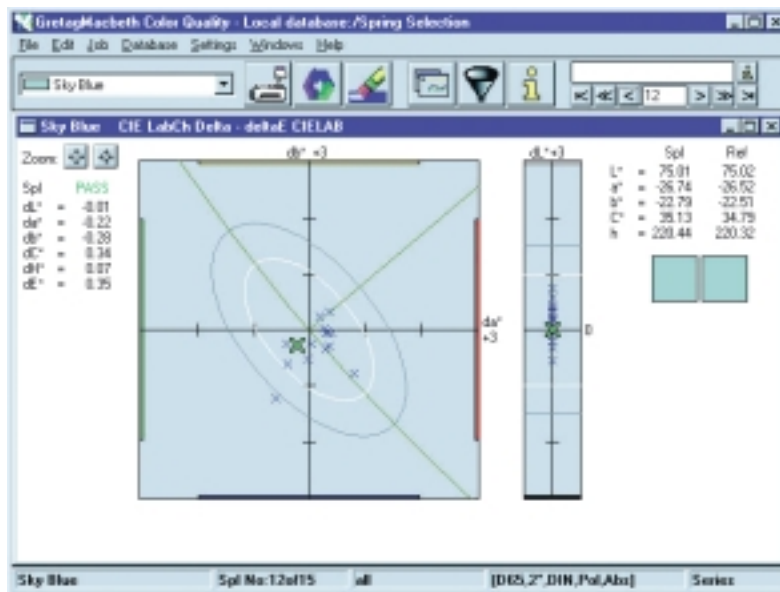 GretagMacbeth Color Quality - Local database:/Spring Selection
File Edit Job Database Settings Windows Help
Sky Blue
12
Sky Blue CIE LabCh Delta - deltaE CIELAB
Zoom:
Spl PASS
dL* = -0.01
da* = -0.22
db* = -0.28
dC* = 0.34
dH* = 0.07
dE* = 0.35
db* +3
da*
+3
dL*+3
0
Spl Ref
L* = 75.01 75.02
a* = -26.74 -26.52
b* = -22.79 -22.51
C* = 35.13 34.79
h = 220.44 220.32
Sky Blue Spl No:12of15 all [D65,2°,DIN,Pol,Abs] Series